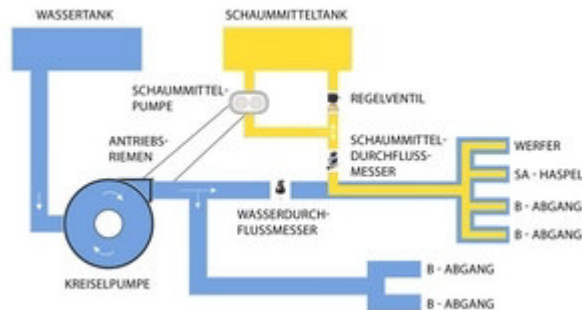 WASSERTANK
SCHAUMMITTELTANK
SCHAUMMITTEL-
PUMPE
REGELVENTIL
ANTRIEBS-
RIEMEN
SCHAUMMITTEL-
DURCHFLUSS-
MESSER
WERFER
SA - HASPEL
B - ABGANG
B - ABGANG
WASSERDURCH-
FLUSSMESSER
KREISELPUMPE
B - ABGANG
B - ABGANG